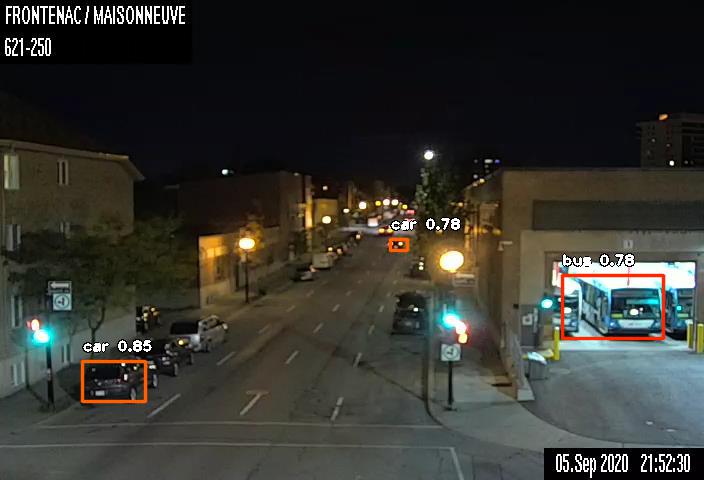 FRONTENAC / MAISONNEUVE
621-250
car 0.78
bus 0.78
car 0.85
05.Sep 2020 21:52:30